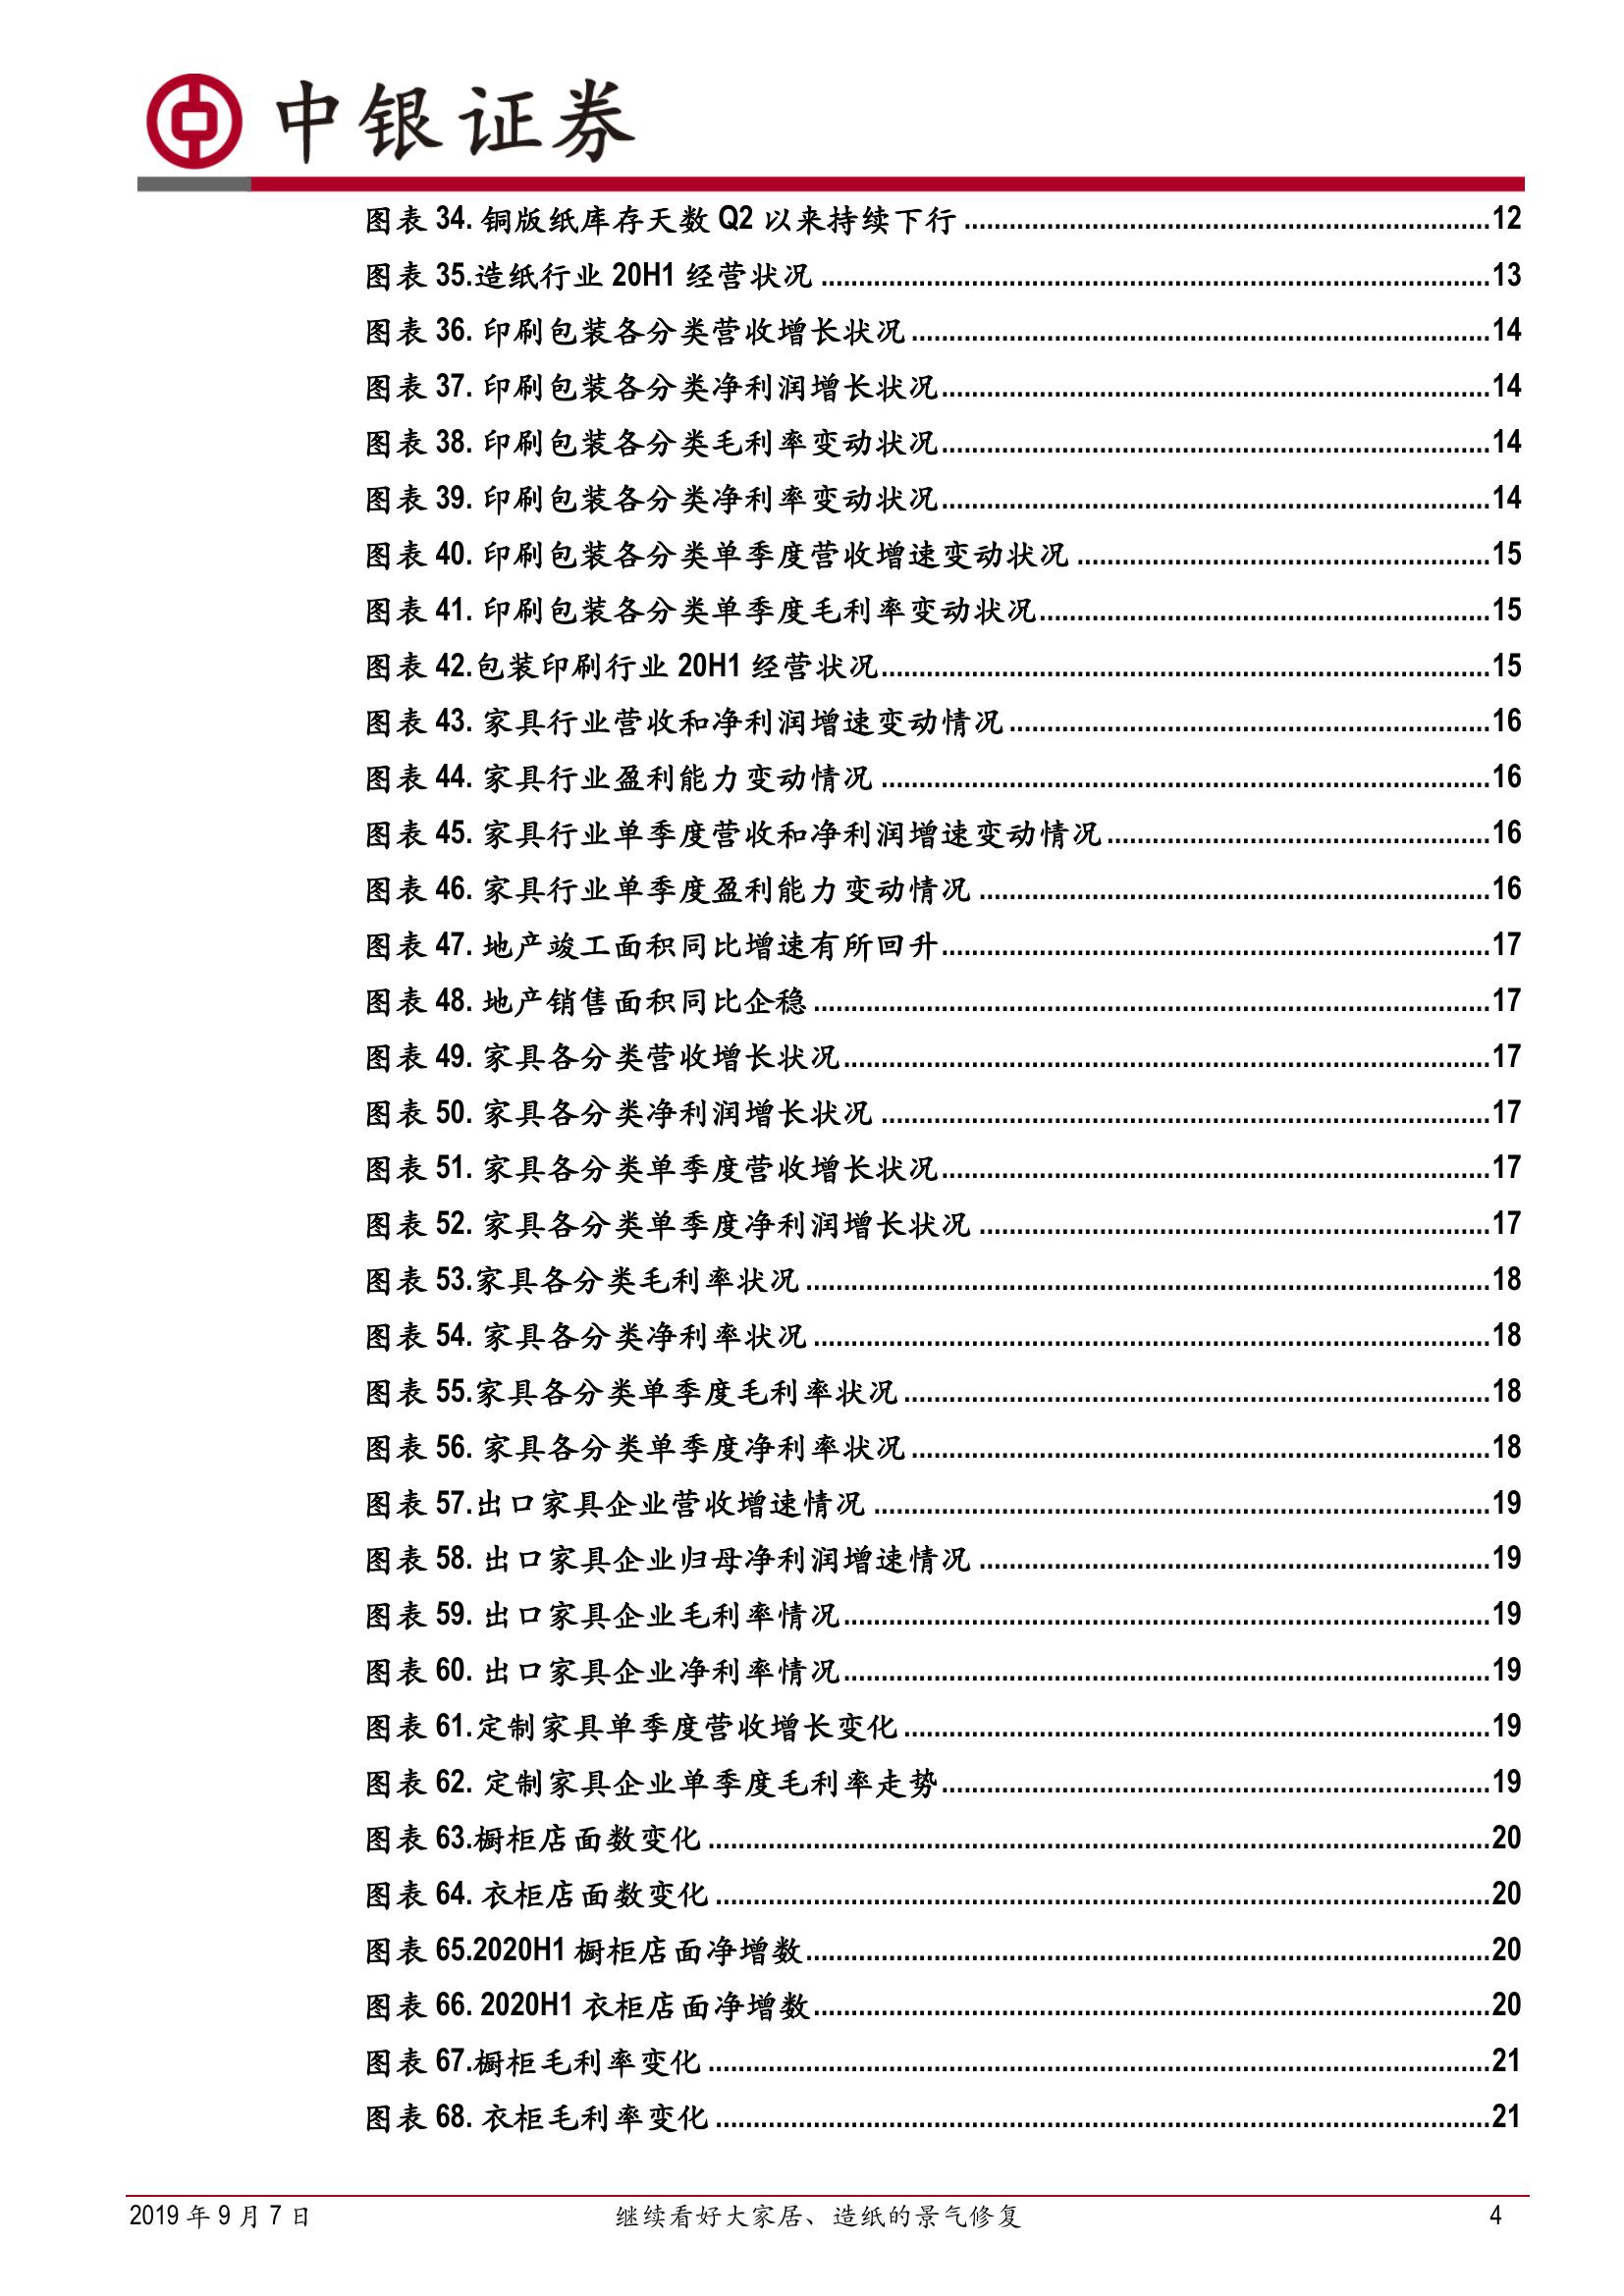 中银证券
图表 34. 铜版纸库存天数 Q2 以来持续下行 ........ 12
图表 35.造纸行业 20H1 经营状况 ........ 13
图表 36. 印刷包装各分类营收增长状况 ........ 14
图表 37. 印刷包装各分类净利润增长状况 ........ 14
图表 38. 印刷包装各分类毛利率变动状况 ........ 14
图表 39. 印刷包装各分类净利率变动状况 ........ 14
图表 40. 印刷包装各分类单季度营收增速变动状况 ........ 15
图表 41. 印刷包装各分类单季度毛利率变动状况 ........ 15
图表 42.包装印刷行业 20H1 经营状况 ........ 15
图表 43. 家具行业营收和净利润增速变动情况 ........ 16
图表 44. 家具行业盈利能力变动情况 ........ 16
图表 45. 家具行业单季度营收和净利润增速变动情况 ........ 16
图表 46. 家具行业单季度盈利能力变动情况 ........ 16
图表 47. 地产竣工面积同比增速有所回升 ........ 17
图表 48. 地产销售面积同比企稳 ........ 17
图表 49. 家具各分类营收增长状况 ........ 17
图表 50. 家具各分类净利润增长状况 ........ 17
图表 51. 家具各分类单季度营收增长状况 ........ 17
图表 52. 家具各分类单季度净利润增长状况 ........ 17
图表 53.家具各分类毛利率状况 ........ 18
图表 54. 家具各分类净利率状况 ........ 18
图表 55.家具各分类单季度毛利率状况 ........ 18
图表 56. 家具各分类单季度净利率状况 ........ 18
图表 57.出口家具企业营收增速情况 ........ 19
图表 58. 出口家具企业归母净利润增速情况 ........ 19
图表 59. 出口家具企业毛利率情况 ........ 19
图表 60. 出口家具企业净利率情况 ........ 19
图表 61.定制家具单季度营收增长变化 ........ 19
图表 62. 定制家具企业单季度毛利率走势 ........ 19
图表 63.橱柜店面数变化 ........ 20
图表 64. 衣柜店面数变化 ........ 20
图表 65.2020H1 橱柜店面净增数 ........ 20
图表 66. 2020H1 衣柜店面净增数 ........ 20
图表 67.橱柜毛利率变化 ........ 21
图表 68. 衣柜毛利率变化 ........ 21
2019 年 9 月 7 日 继续看好大家居、造纸的景气修复 4